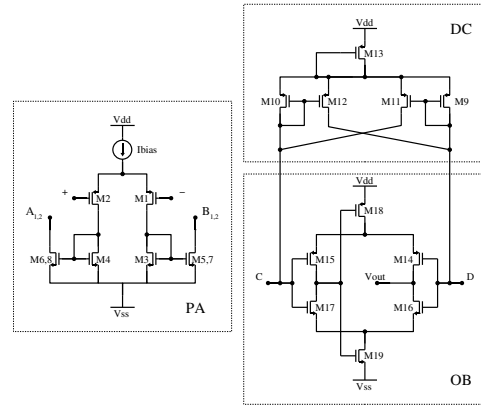 Vdd
DC
M13
M10
M12
M11
M9
Vdd
Ibias
+
M2
M1
−
A1,2
B1,2
M6,8
M4
M3
M5,7
Vss
PA
Vdd
M18
M15
M14
C
Vout
D
M17
M16
M19
Vss
OB